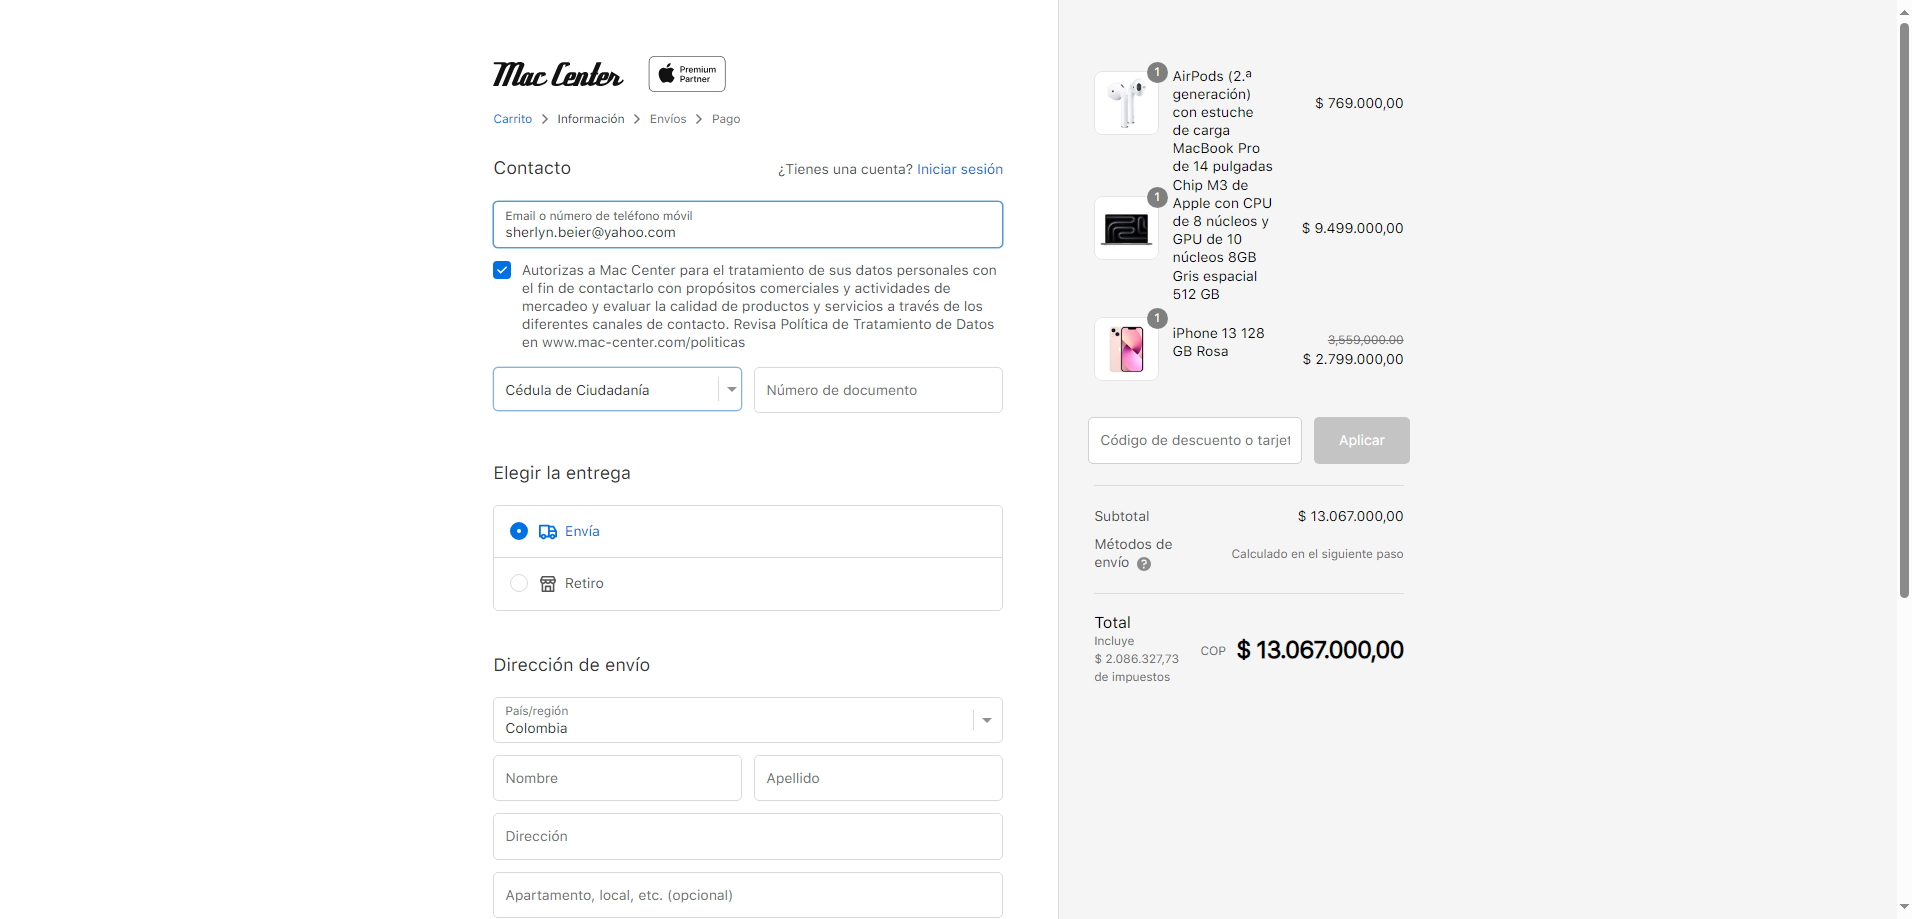 Mac Center
Premium
Partner
Carrito > Información > Envíos > Pago
Contacto
¿Tienes una cuenta? Iniciar sesión
Email o número de teléfono móvil
sherlyn.beier@yahoo.com
Autorizas a Mac Center para el tratamiento de sus datos personales con
el fin de contactarlo con propósitos comerciales y actividades de
mercadeo y evaluar la calidad de productos y servicios a través de los
diferentes canales de contacto. Revisa Política de Tratamiento de Datos
en www.mac-center.com/politicas
Cédula de Ciudadanía
Número de documento
Elegir la entrega
Envía
Retiro
Dirección de envío
País/región
Colombia
Nombre
Apellido
Dirección
Apartamento, local, etc. (opcional)
1
AirPods (2.ª
generación)
con estuche
de carga
$ 769.000,00
1
MacBook Pro
de 14 pulgadas
Chip M3 de
Apple con CPU
de 8 núcleos y
GPU de 10
núcleos 8GB
Gris espacial
512 GB
$ 9.499.000,00
1
iPhone 13 128
GB Rosa
3,559,000.00
$ 2.799.000,00
Código de descuento o tarjet
Aplicar
Subtotal
$ 13.067.000,00
Métodos de
envío ?
Calculado en el siguiente paso
Total
Incluye
$ 2.086.327,73
de impuestos
COP $ 13.067.000,00